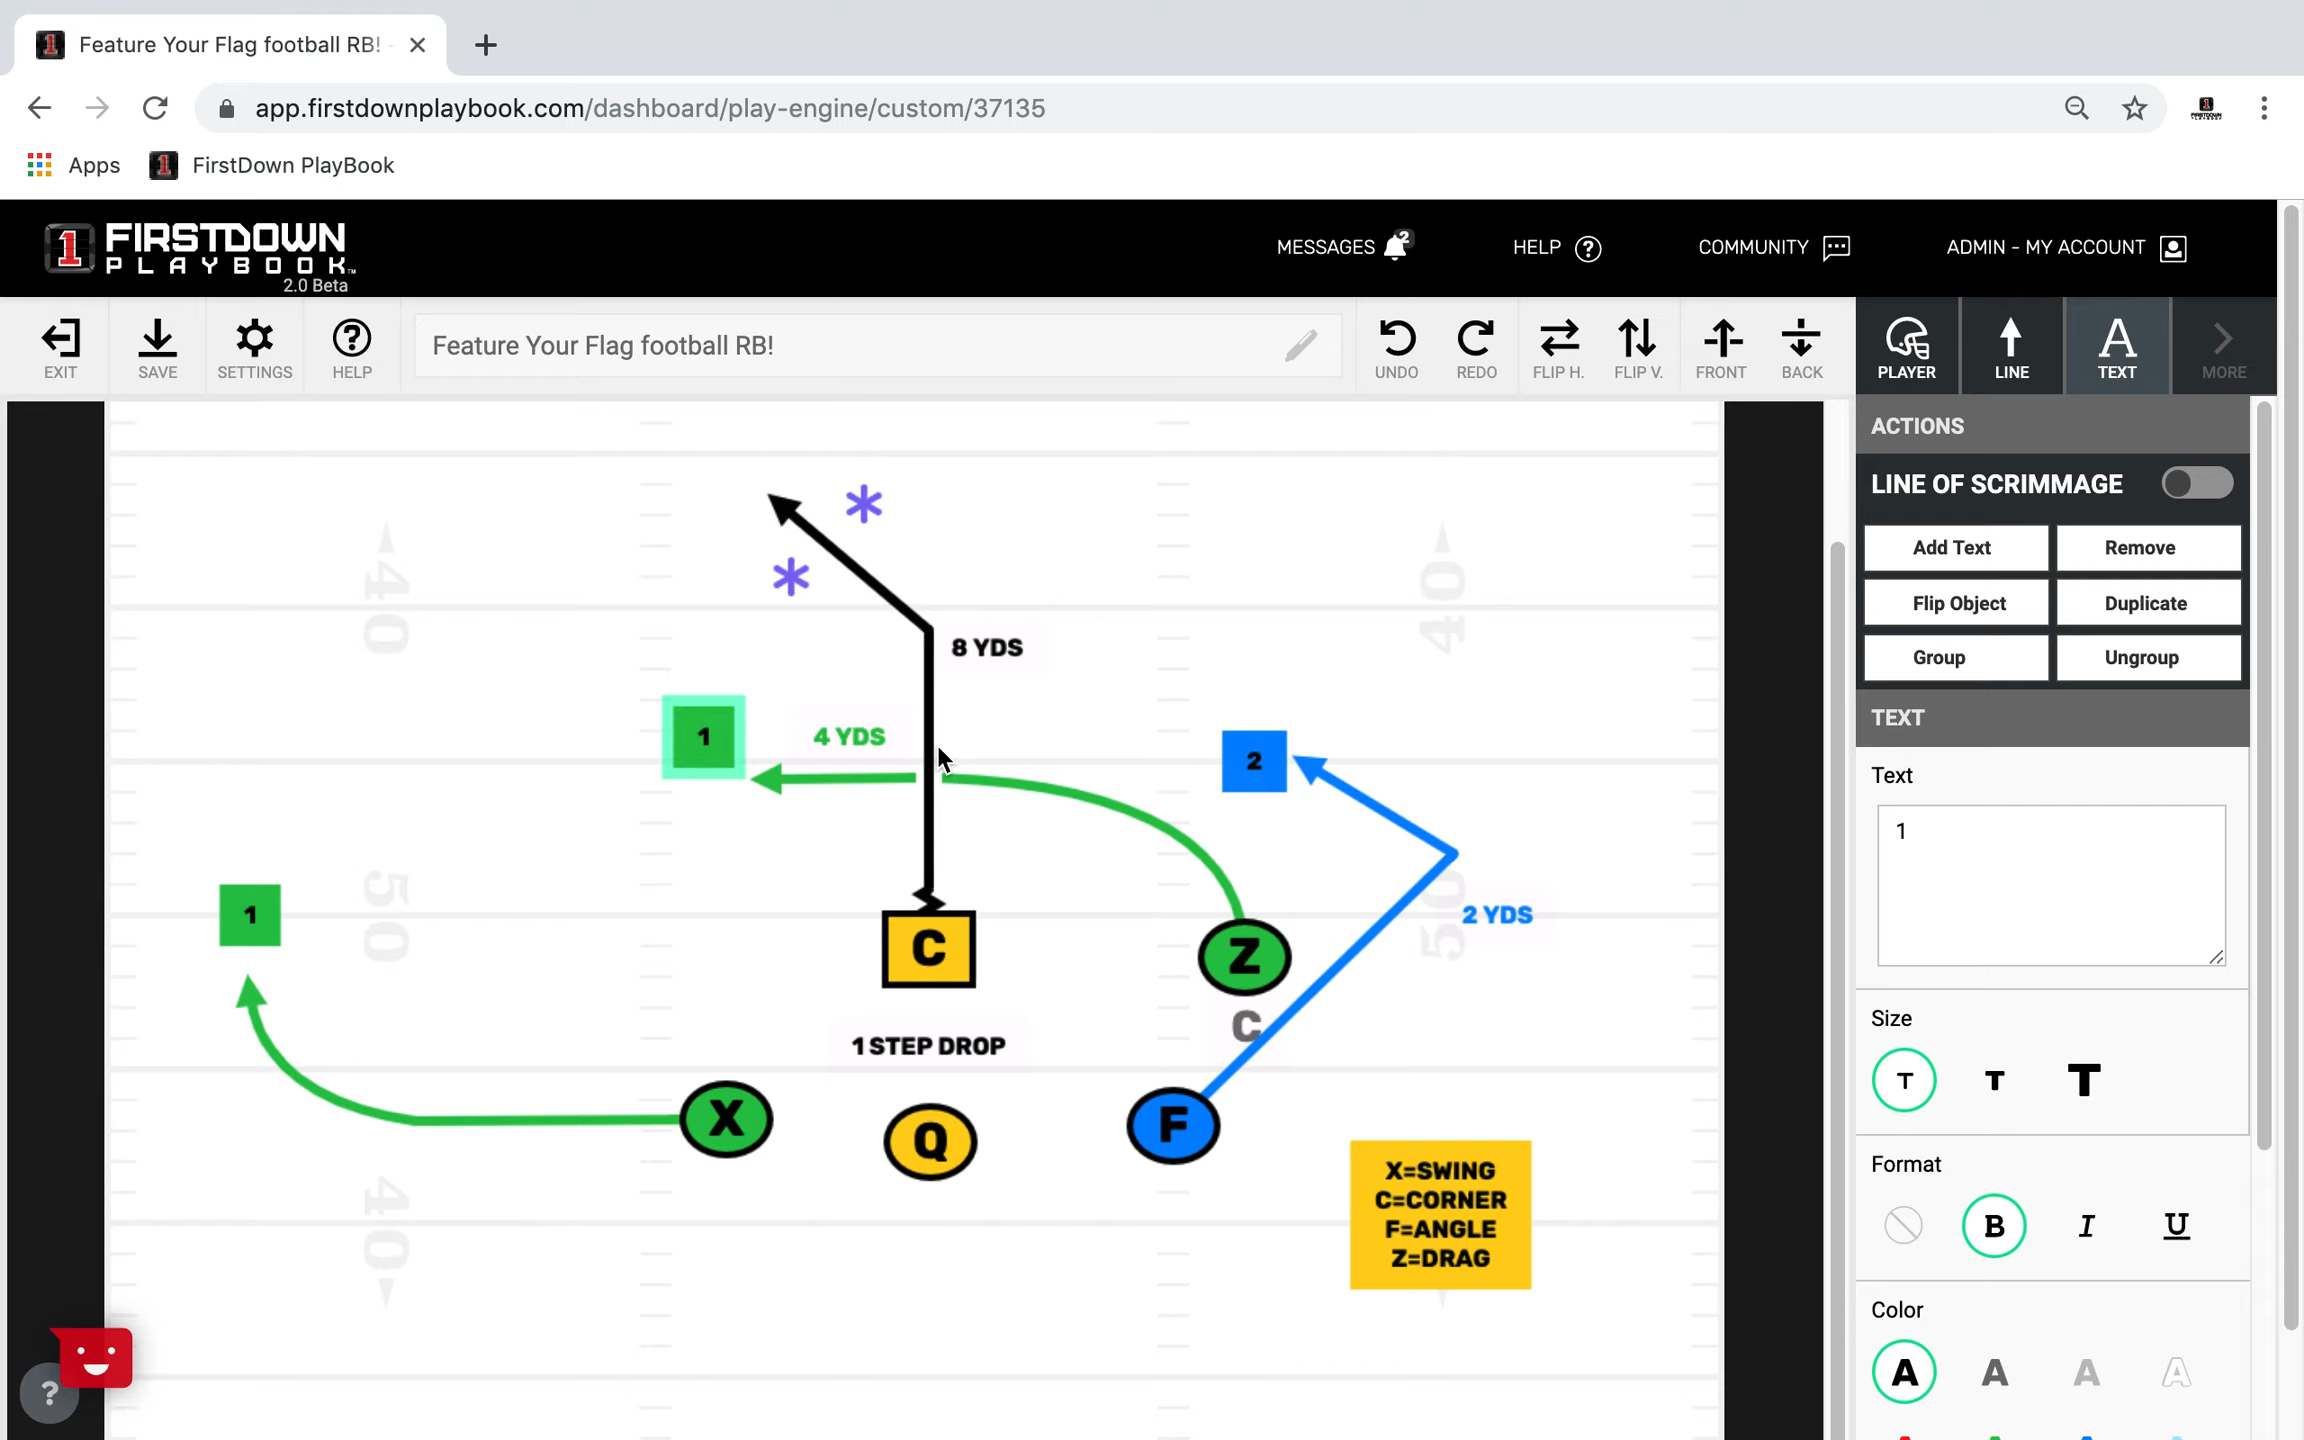 Feature Your Flag football RB!
app.firstdownplaybook.com/dashboard/play-engine/custom/37135
Apps
FirstDown PlayBook
1 FIRSTDOWN
PLAYBOOK™
2.0 Beta
MESSAGES 2
HELP ?
COMMUNITY
ADMIN - MY ACCOUNT
EXIT
SAVE
SETTINGS
HELP
Feature Your Flag football RB!
UNDO
REDO
FLIP H.
FLIP V.
FRONT
BACK
PLAYER
LINE
A
TEXT
MORE
ACTIONS
LINE OF SCRIMMAGE
Add Text
Remove
Flip Object
Duplicate
Group
Ungroup
TEXT
Text
1
Size
T T T
Format
B I U
Color
A A A A
* 
*
40
40
8 YDS
1
4 YDS
2
1
50
50
2 YDS
C
Z
C
1 STEP DROP
X
Q
F
40
X=SWING
C=CORNER
F=ANGLE
Z=DRAG
?